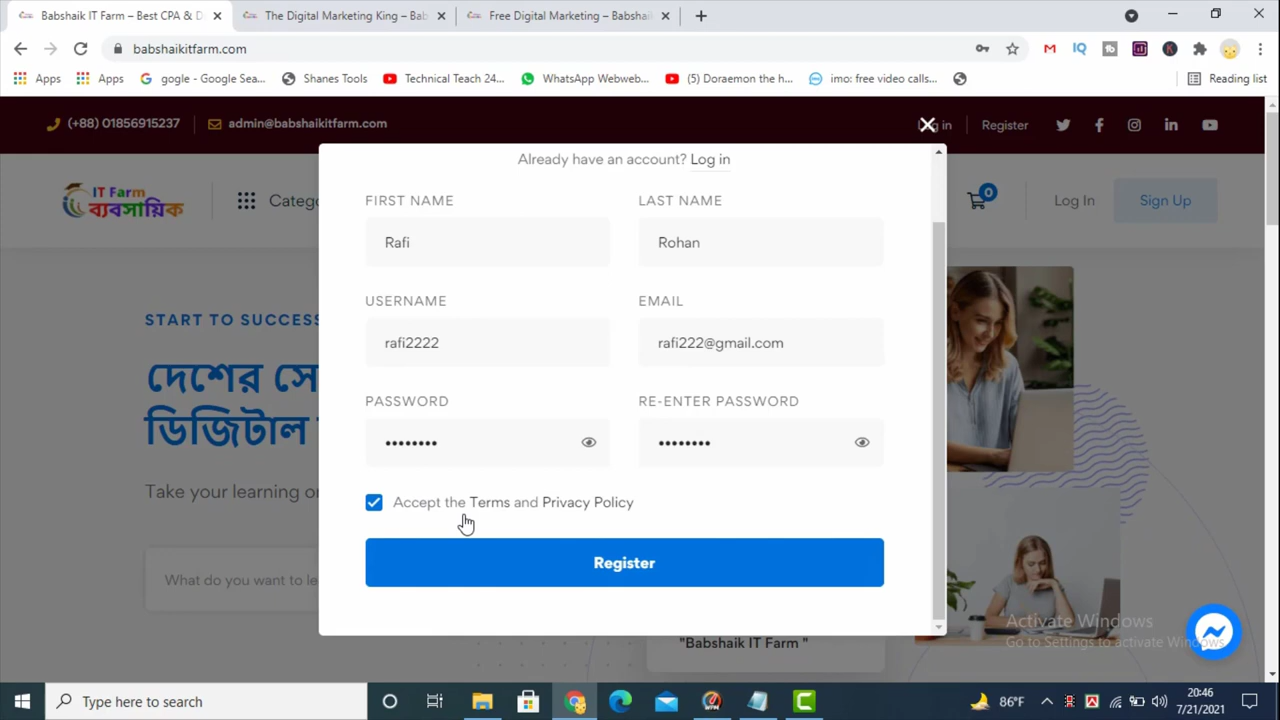 Babshaik IT Farm – Best CPA & D
The Digital Marketing King – Bab
Free Digital Marketing – Babshai
babshaikitfarm.com
Apps
Apps
gogle - Google Sea...
Shanes Tools
Technical Teach 24...
WhatsApp Webweb...
(5) Doraemon the h...
imo: free video calls...
Reading list
(+88) 01856915237
admin@babshaikitfarm.com
in
Register
IT Farm
ব্যবসায়িক
Catego
0
Log In
Sign Up
Already have an account? Log in
FIRST NAME
LAST NAME
Rafi
Rohan
USERNAME
EMAIL
rafi2222
rafi222@gmail.com
PASSWORD
RE-ENTER PASSWORD
••••••••
••••••••
Accept the Terms and Privacy Policy
Register
START TO SUCCESS
দেশের সে
ডিজিটাল
Take your learning or
What do you want to le
"Babshaik IT Farm "
Activate Windows
Go to Settings to activate Windows.
Type here to search
86°F
20:46
7/21/2021